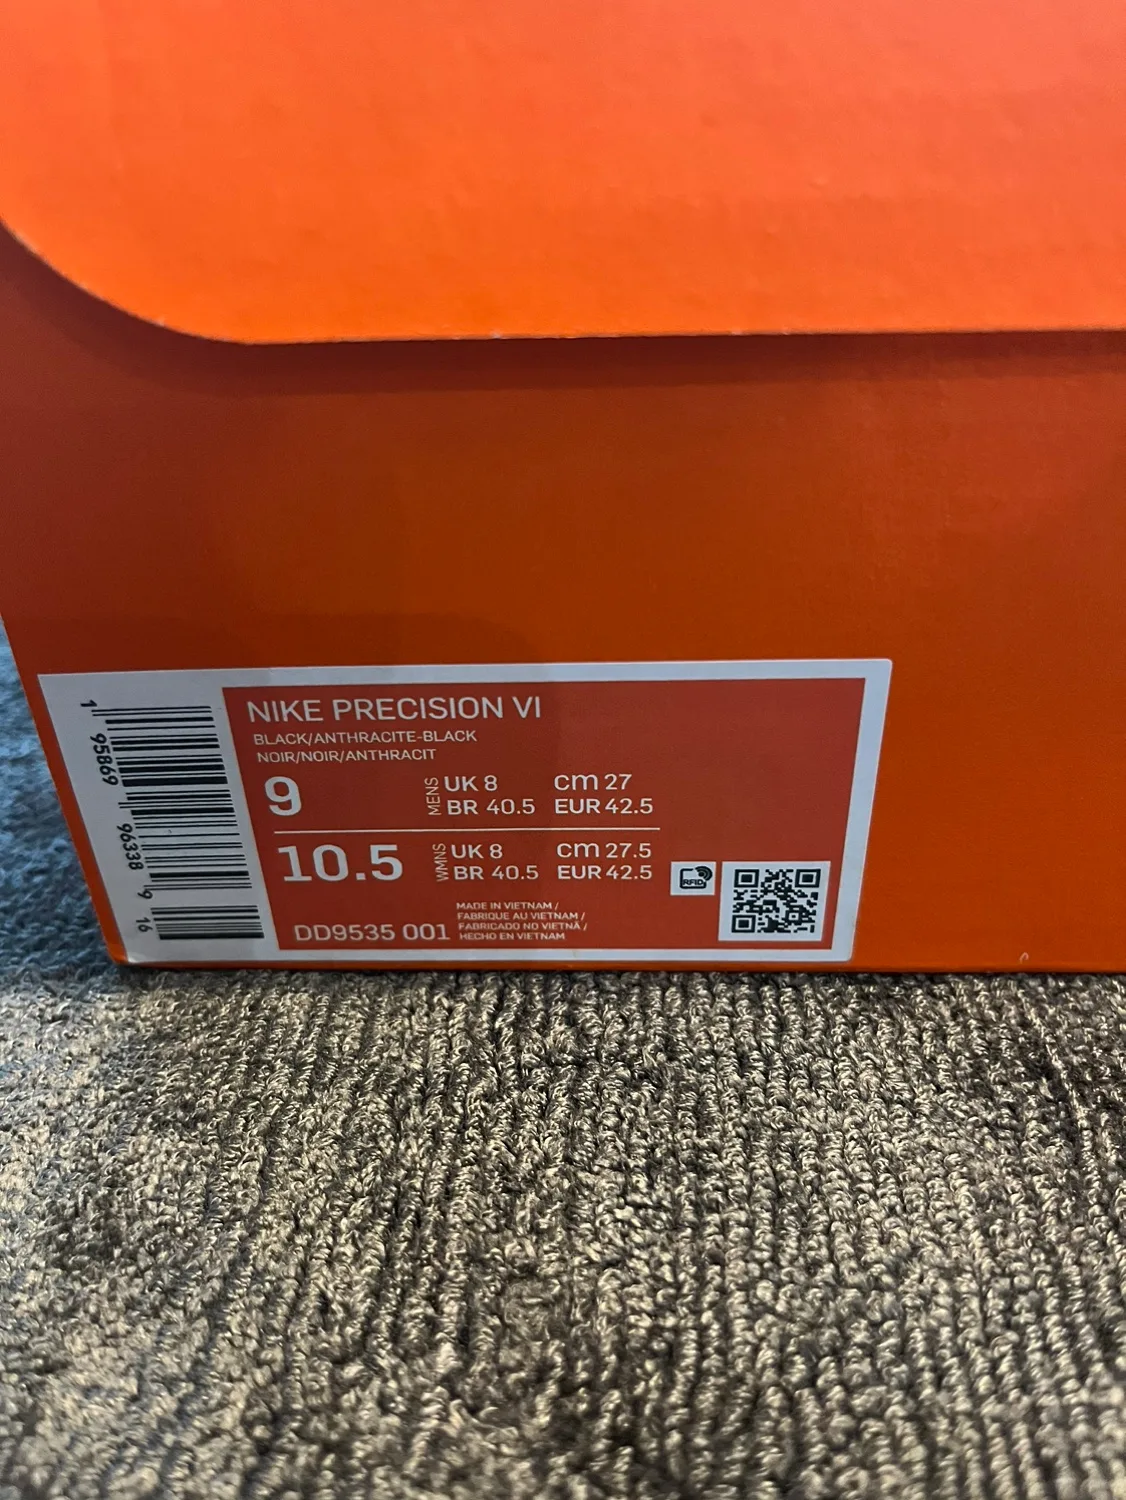 NIKE PRECISION VI
BLACK/ANTHRACITE-BLACK
NOIR/NOIR/ANTHRACIT
9 MENS UK 8 CM 27
BR 40.5 EUR 42.5
10.5 WMNS UK 8 CM 27.5
BR 40.5 EUR 42.5
RFID
DD9535 001
MADE IN VIETNAM /
FABRIQUE AU VIETNAM /
FABRICADO NO VIETNÃ /
HECHO EN VIETNAM
1 95869 96338 9 16